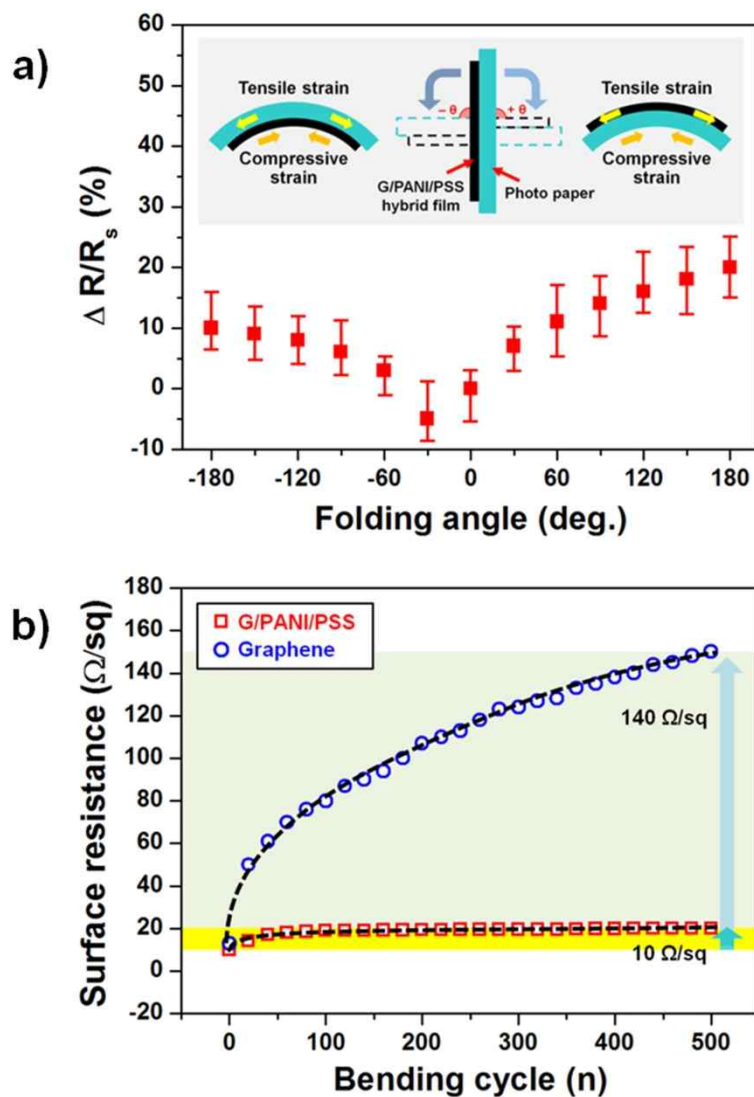 a)
Δ R/Rs (%)
60
50
40
30
20
10
0
-10
Tensile strain
Compressive
strain
- θ
+ θ
G/PANI/PSS
hybrid film
Photo paper
Tensile strain
Compressive
strain
-180
-120
-60
0
60
120
180
Folding angle (deg.)
b)
Surface resistance (Ω/sq)
180
160
140
120
100
80
60
40
20
0
-20
G/PANI/PSS
Graphene
140 Ω/sq
10 Ω/sq
0
100
200
300
400
500
Bending cycle (n)